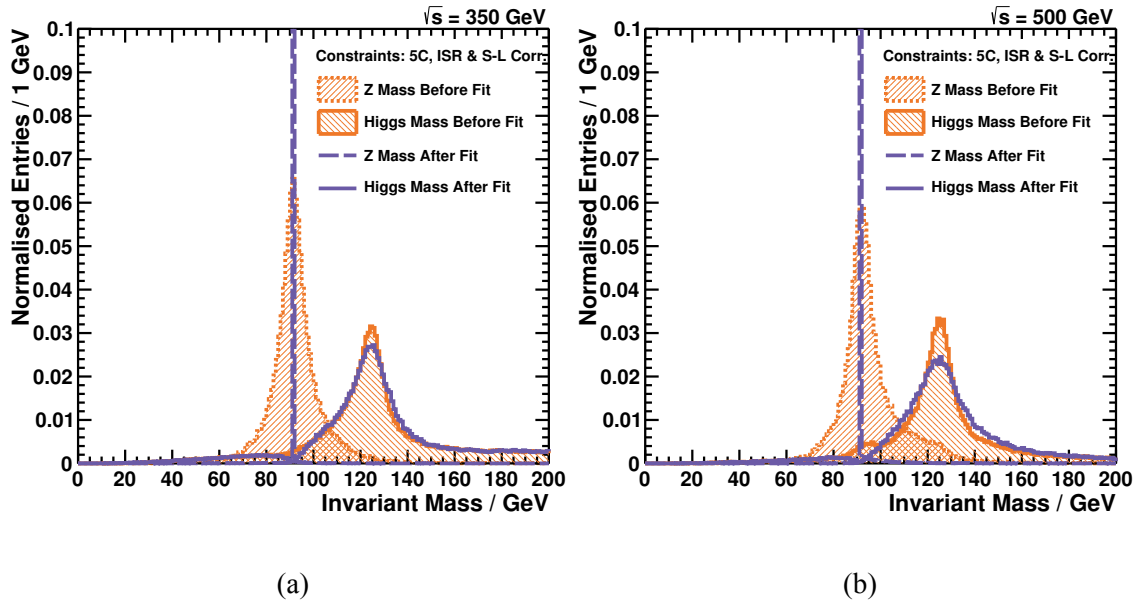 √s = 350 GeV
Normalised Entries / 1 GeV
0.1
0.09
0.08
0.07
0.06
0.05
0.04
0.03
0.02
0.01
0
Constraints: 5C, ISR & S-L Corr.
Z Mass Before Fit
Higgs Mass Before Fit
Z Mass After Fit
Higgs Mass After Fit
0 20 40 60 80 100 120 140 160 180 200
Invariant Mass / GeV
(a)
√s = 500 GeV
Normalised Entries / 1 GeV
0.1
0.09
0.08
0.07
0.06
0.05
0.04
0.03
0.02
0.01
0
Constraints: 5C, ISR & S-L Corr.
Z Mass Before Fit
Higgs Mass Before Fit
Z Mass After Fit
Higgs Mass After Fit
0 20 40 60 80 100 120 140 160 180 200
Invariant Mass / GeV
(b)